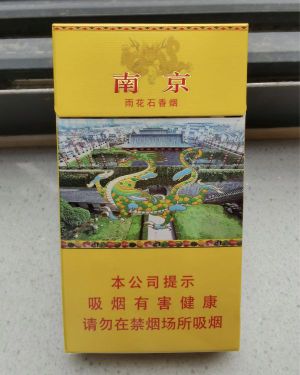 南京
雨花石香烟
本公司提示
吸烟有害健康
请勿在禁烟场所吸烟